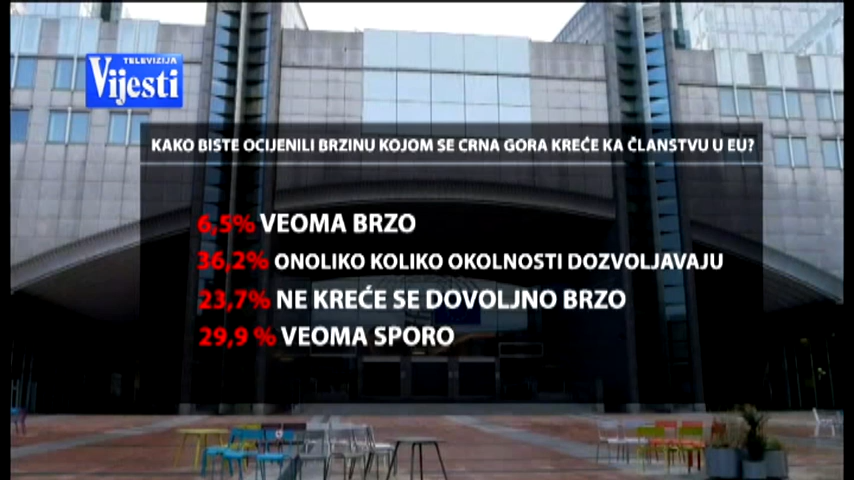 TELEVIZIJA
Vijesti
KAKO BISTE OCIJENILI BRZINU KOJOM SE CRNA GORA KREĆE KA ČLANSTVU U EU?
6,5% VEOMA BRZO
36,2% ONOLIKO KOLIKO OKOLNOSTI DOZVOLJAVAJU
23,7% NE KREĆE SE DOVOLJNO BRZO
29,9 % VEOMA SPORO